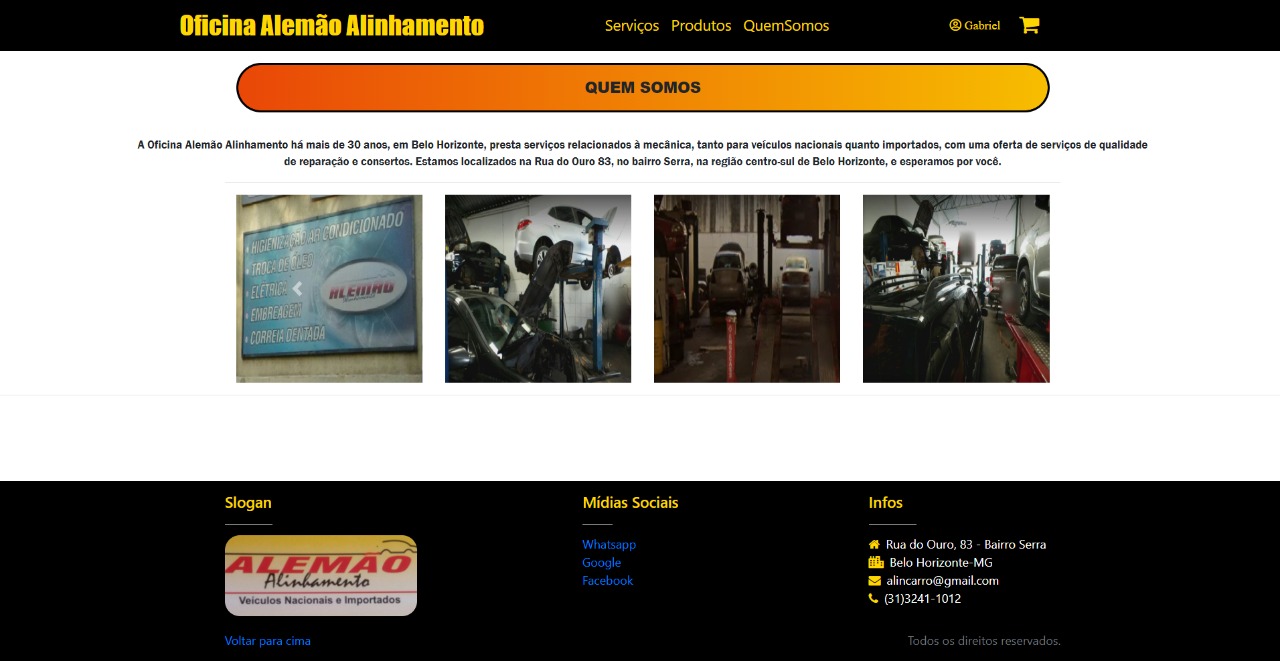 Oficina Alemão Alinhamento
Serviços Produtos QuemSomos
Gabriel
QUEM SOMOS
A Oficina Alemão Alinhamento há mais de 30 anos, em Belo Horizonte, presta serviços relacionados à mecânica, tanto para veículos nacionais quanto importados, com uma oferta de serviços de qualidade
de reparação e consertos. Estamos localizados na Rua do Ouro 83, no bairro Serra, na região centro-sul de Belo Horizonte, e esperamos por você.
• HIGIENIZAÇÃO AR CONDICIONADO
• TROCA DE ÓLEO
• ELÉTRICA
• EMBREAGEM
• CORREIA DENTADA
ALEMÃO
Slogan
ALEMÃO
Alinhamento
Veículos Nacionais e Importados
Voltar para cima
Mídias Sociais
Whatsapp
Google
Facebook
Infos
Rua do Ouro, 83 - Bairro Serra
Belo Horizonte-MG
alincarro@gmail.com
(31)3241-1012
Todos os direitos reservados.